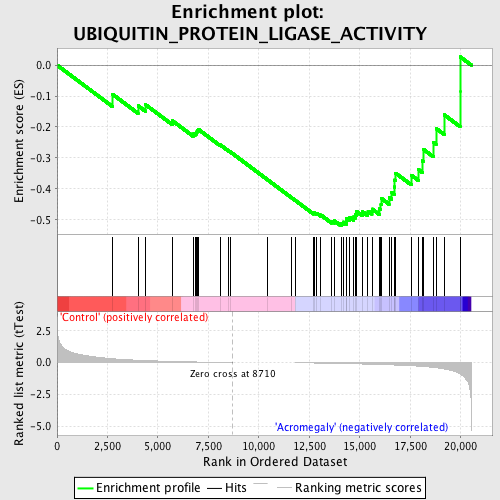 Enrichment plot:
UBIQUITIN_PROTEIN_LIGASE_ACTIVITY
Enrichment score (ES)
0.0
-0.1
-0.2
-0.3
-0.4
-0.5
'Control' (positively correlated)
Ranked list metric (tTest)
2.5
0.0
-2.5
-5.0
Zero cross at 8710
'Acromegaly' (negatively correlated)
0
2,500
5,000
7,500
10,000
12,500
15,000
17,500
20,000
Rank in Ordered Dataset
Enrichment profile
Hits
Ranking metric scores